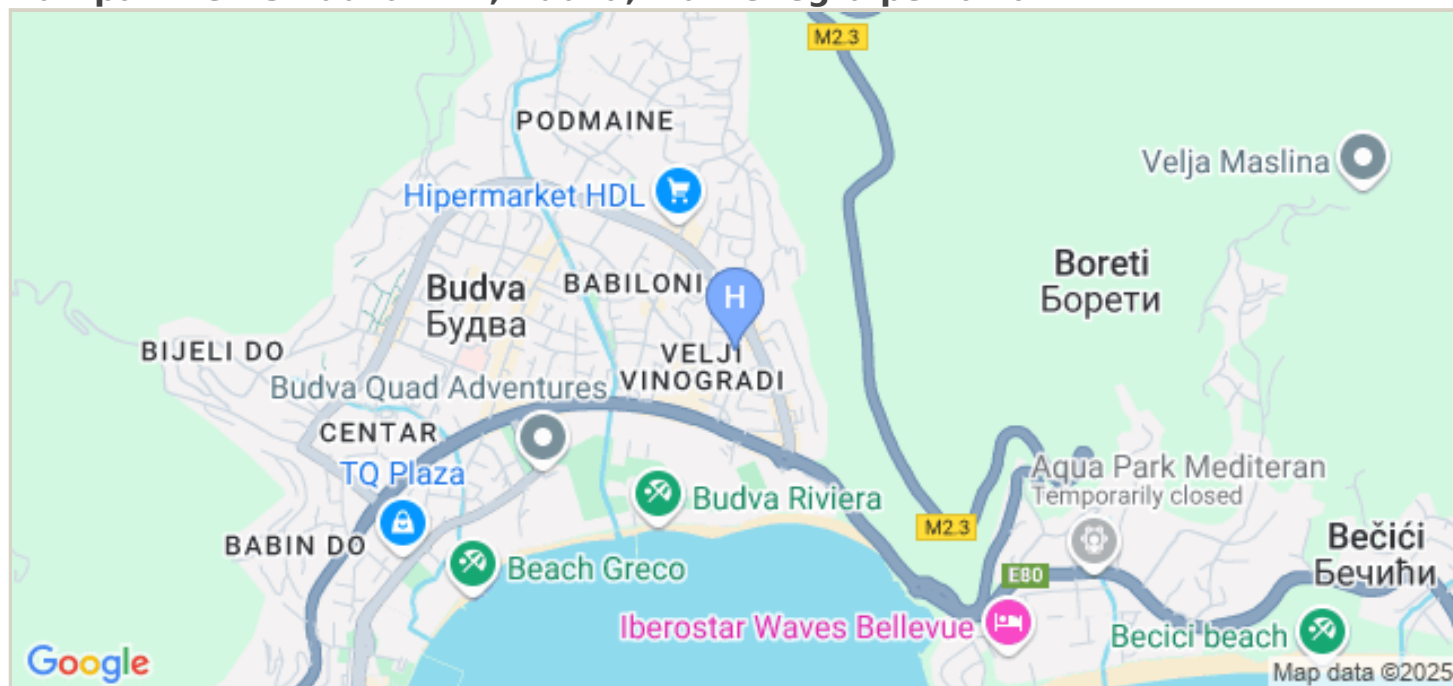 M2.3
PODMAINE
Velja Maslina
Hipermarket HDL
Boreti
Борети
Budva
Будва
BABILONI
H
BIJELI DO
VELJI
VINOGRADI
Budva Quad Adventures
CENTAR
TQ Plaza
Aqua Park Mediteran
Temporarily closed
Budva Riviera
M2.3
Bečići
Бечићи
BABIN DO
Beach Greco
E80
Iberostar Waves Bellevue
Becici beach
Google
Map data ©2025